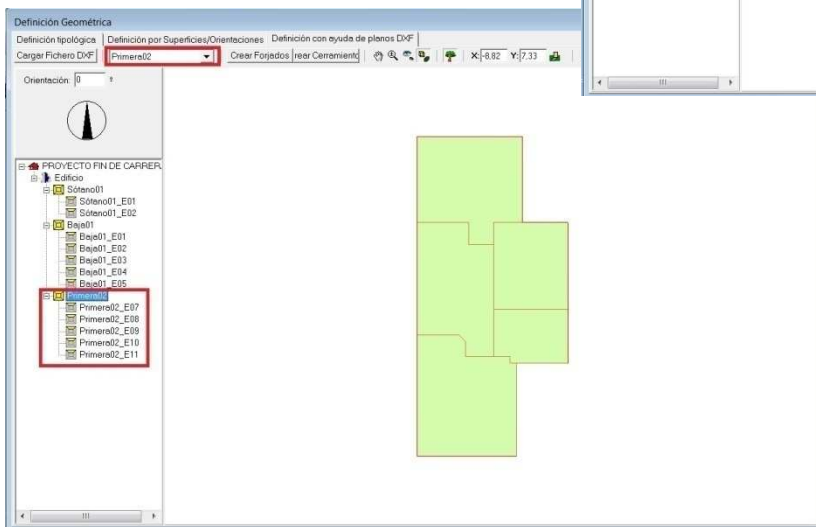 Definición Geométrica
Definición tipológica Definición por Superficies/Orientaciones Definición con ayuda de planos DXF
Cargar Fichero DXF Primera02 Crear Forjados rear Cerramiento X: -8.82 Y: 7.33
Orientación: 0 º
PROYECTO FIN DE CARRER
Edificio
Sótano01
Sótano01_E01
Sótano01_E02
Baja01
Baja01_E01
Baja01_E02
Baja01_E03
Baja01_E04
Baja01_E05
Primera02
Primera02_E07
Primera02_E08
Primera02_E09
Primera02_E10
Primera02_E11